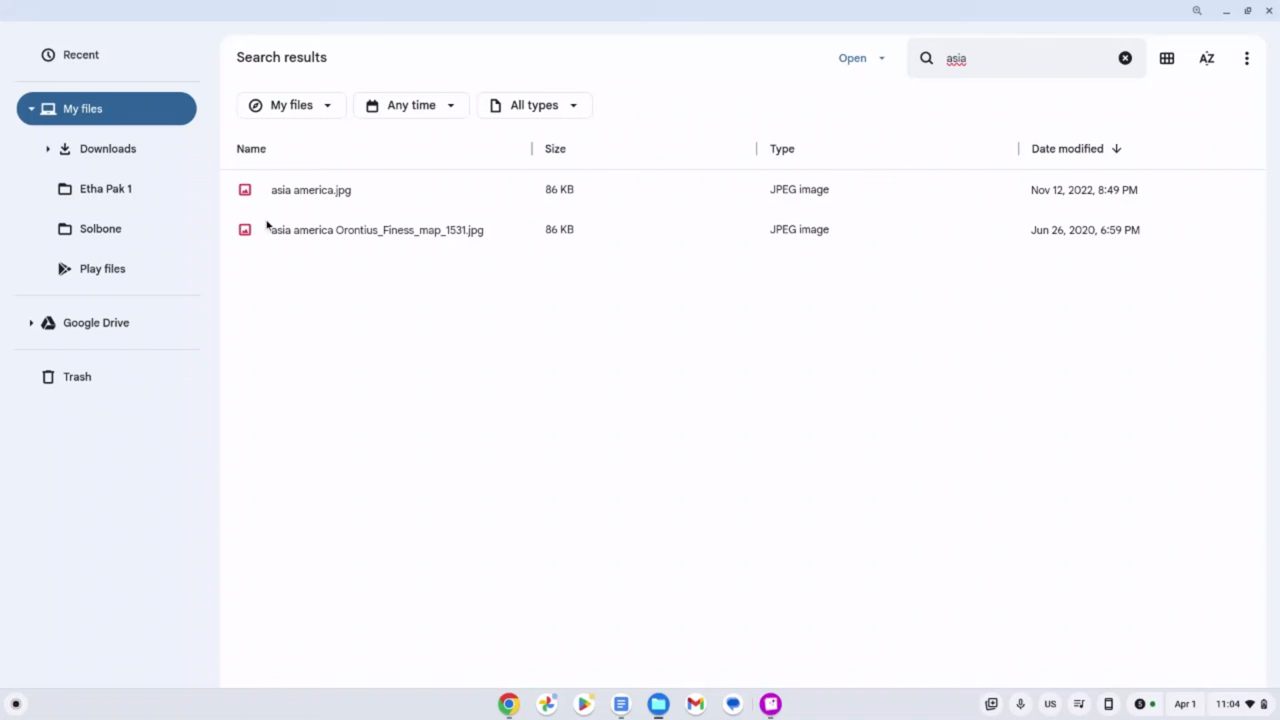 Recent
Search results
Open
asia
My files
My files
Any time
All types
Downloads
Name
Size
Type
Date modified
Etha Pak 1
asia america.jpg
86 KB
JPEG image
Nov 12, 2022, 8:49 PM
Solbone
asia america Orontius_Finess_map_1531.jpg
86 KB
JPEG image
Jun 26, 2020, 6:59 PM
Play files
Google Drive
Trash
US
Apr 1
11:04